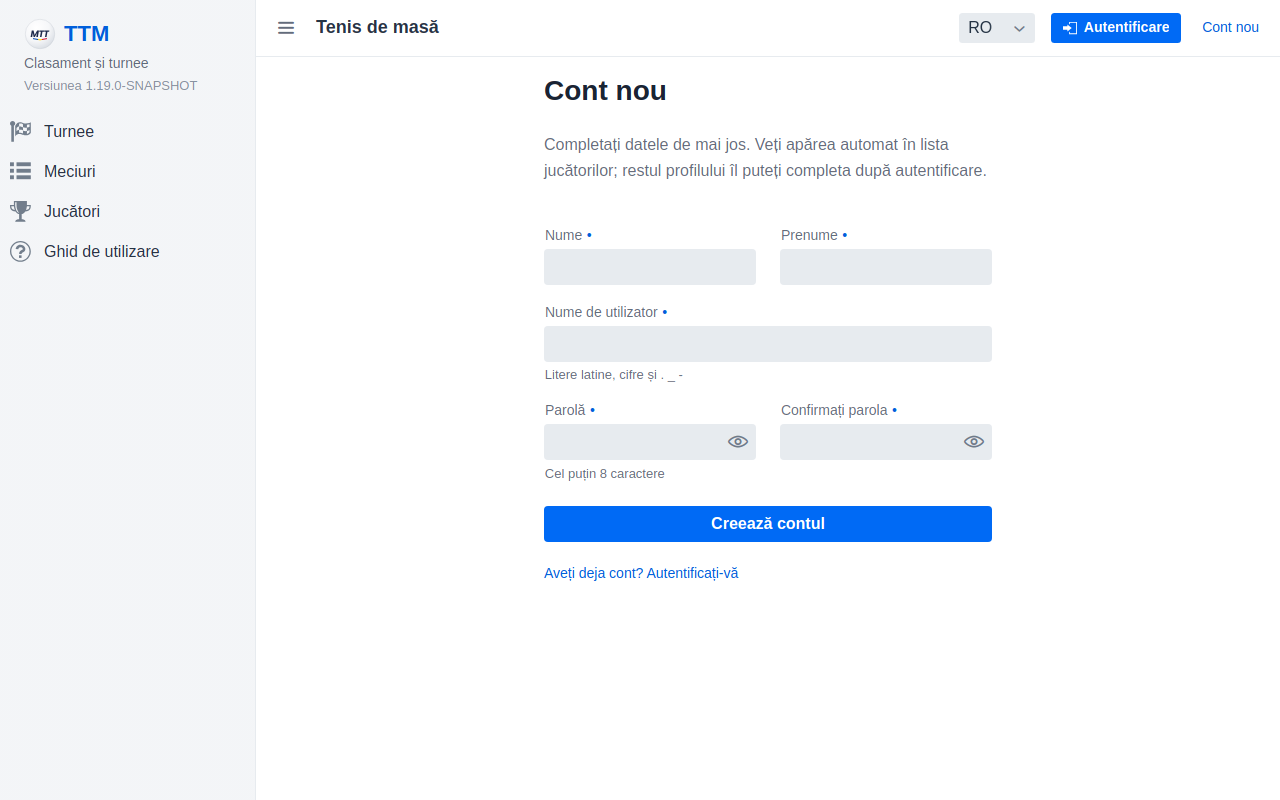 MTT
TTM
Clasament și turnee
Versiunea 1.19.0-SNAPSHOT
Turnee
Meciuri
Jucători
Ghid de utilizare
Tenis de masă
RO
Autentificare
Cont nou
Cont nou
Completați datele de mai jos. Veți apărea automat în lista
jucătorilor; restul profilului îl puteți completa după autentificare.
Nume •
Prenume •
Nume de utilizator •
Litere latine, cifre și . _ -
Parolă •
Confirmați parola •
Cel puțin 8 caractere
Creează contul
Aveți deja cont? Autentificați-vă